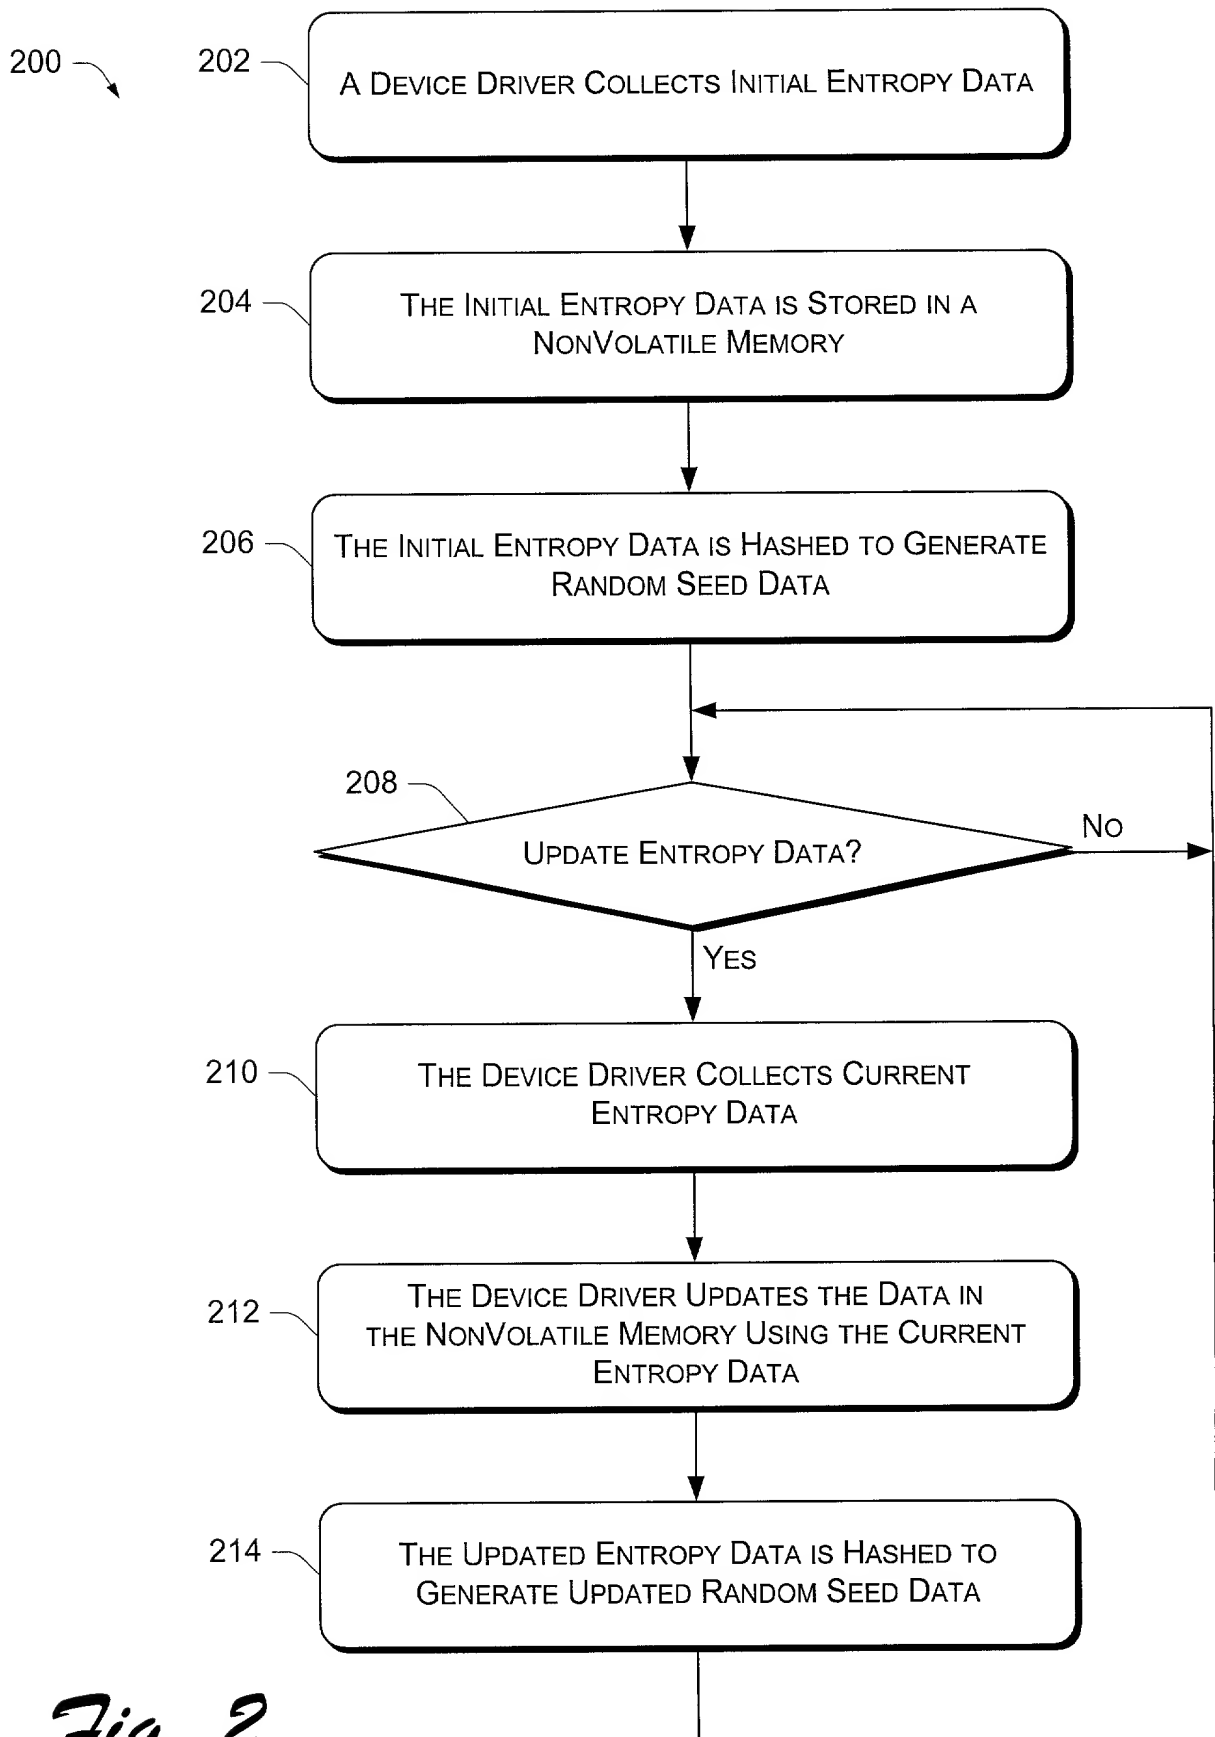 200
202
A DEVICE DRIVER COLLECTS INITIAL ENTROPY DATA
204
THE INITIAL ENTROPY DATA IS STORED IN A
NONVOLATILE MEMORY
206
THE INITIAL ENTROPY DATA IS HASHED TO GENERATE
RANDOM SEED DATA
208
UPDATE ENTROPY DATA?
NO
YES
210
THE DEVICE DRIVER COLLECTS CURRENT
ENTROPY DATA
212
THE DEVICE DRIVER UPDATES THE DATA IN
THE NONVOLATILE MEMORY USING THE CURRENT
ENTROPY DATA
214
THE UPDATED ENTROPY DATA IS HASHED TO
GENERATE UPDATED RANDOM SEED DATA
Fig. 2